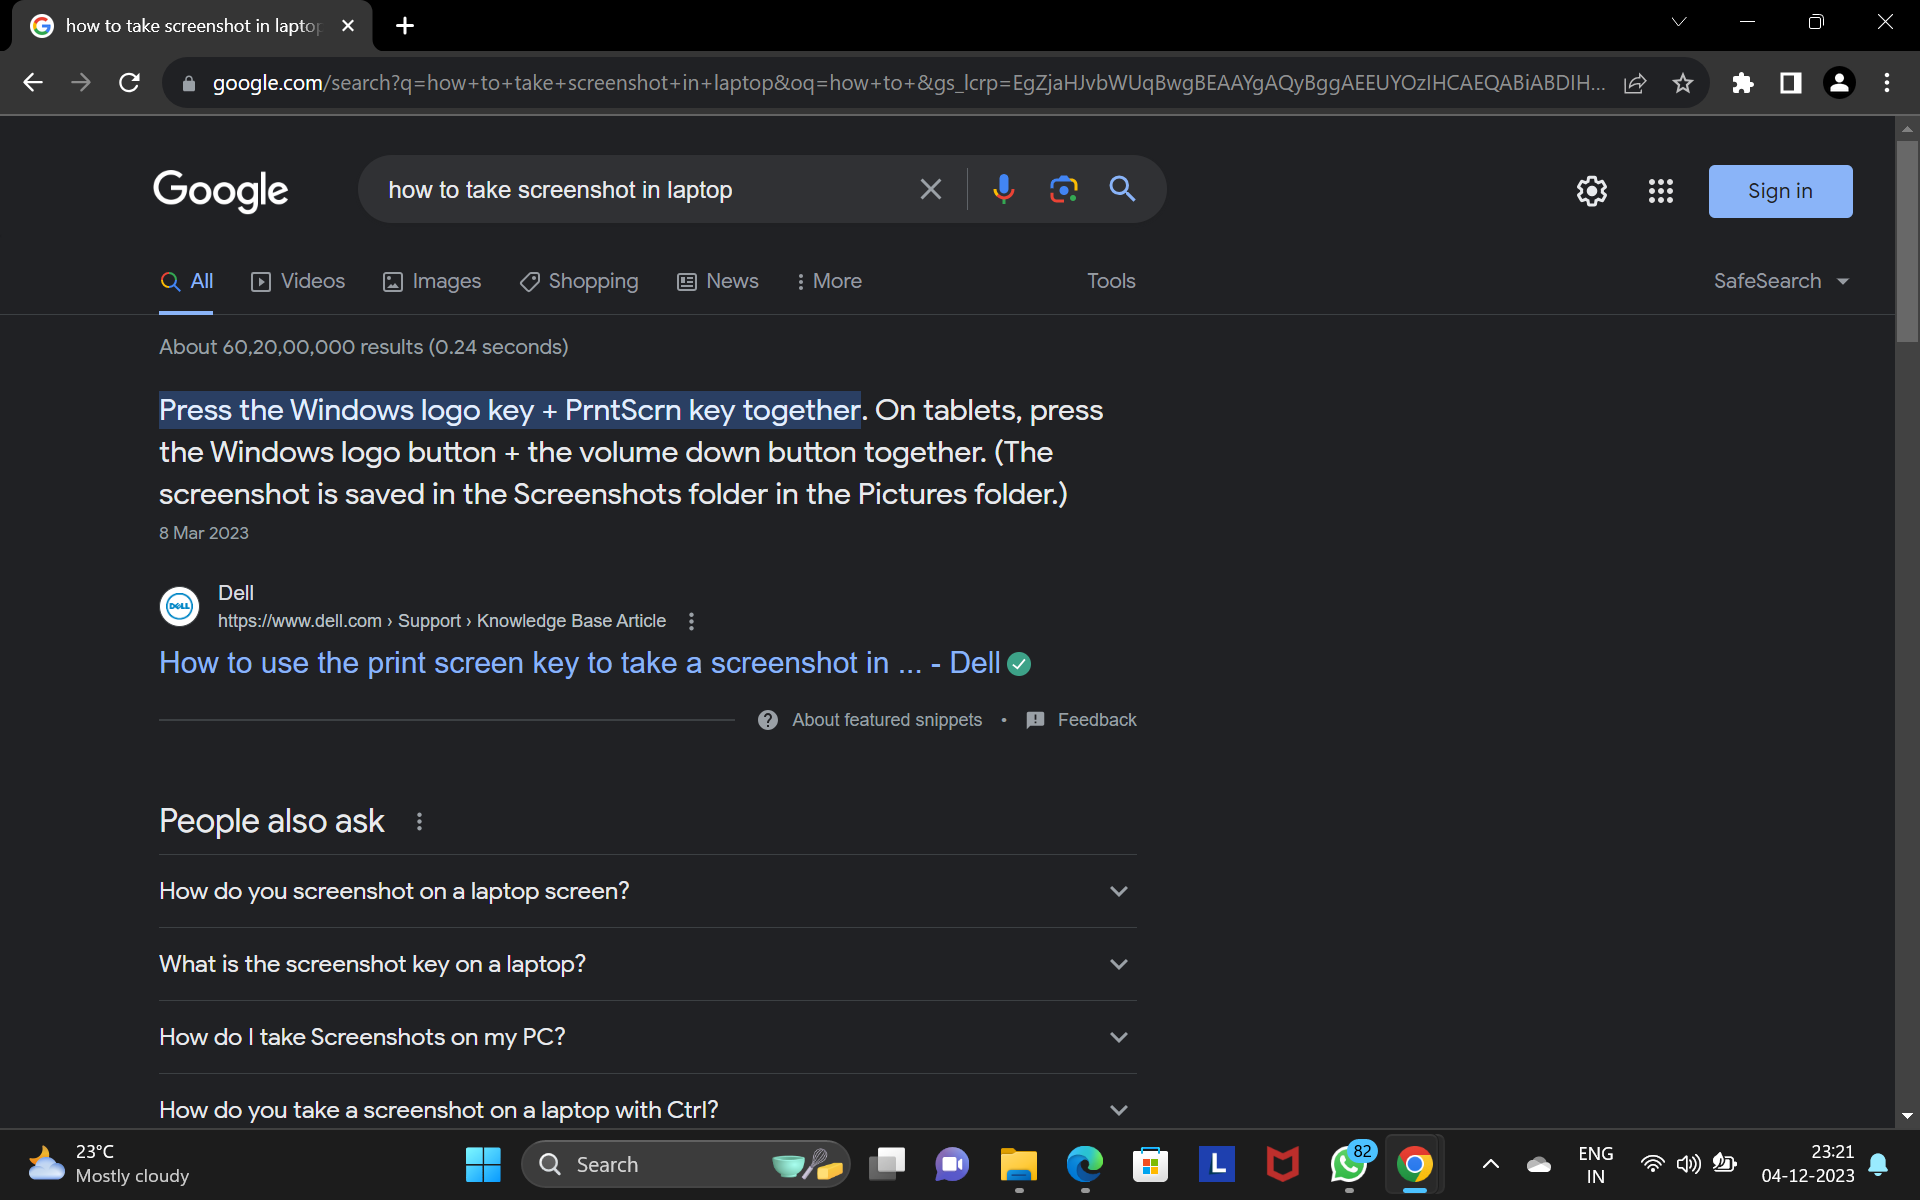 how to take screenshot in laptop
google.com/search?q=how+to+take+screenshot+in+laptop&oq=how+to+&gs_lcrp=EgZjaHJvbWUqBwgBEAAYgAQyBggAEEUYOzIHCAEQABiABDIH...
Google
how to take screenshot in laptop
Sign in
All Videos Images Shopping News More Tools SafeSearch
About 60,20,00,000 results (0.24 seconds)
Press the Windows logo key + PrntScrn key together. On tablets, press
the Windows logo button + the volume down button together. (The
screenshot is saved in the Screenshots folder in the Pictures folder.)
8 Mar 2023
DELL
Dell
https://www.dell.com › Support › Knowledge Base Article
How to use the print screen key to take a screenshot in ... - Dell
About featured snippets • Feedback
People also ask
How do you screenshot on a laptop screen?
What is the screenshot key on a laptop?
How do I take Screenshots on my PC?
How do you take a screenshot on a laptop with Ctrl?
23°C
Mostly cloudy
Search
L
82
ENG
IN
23:21
04-12-2023